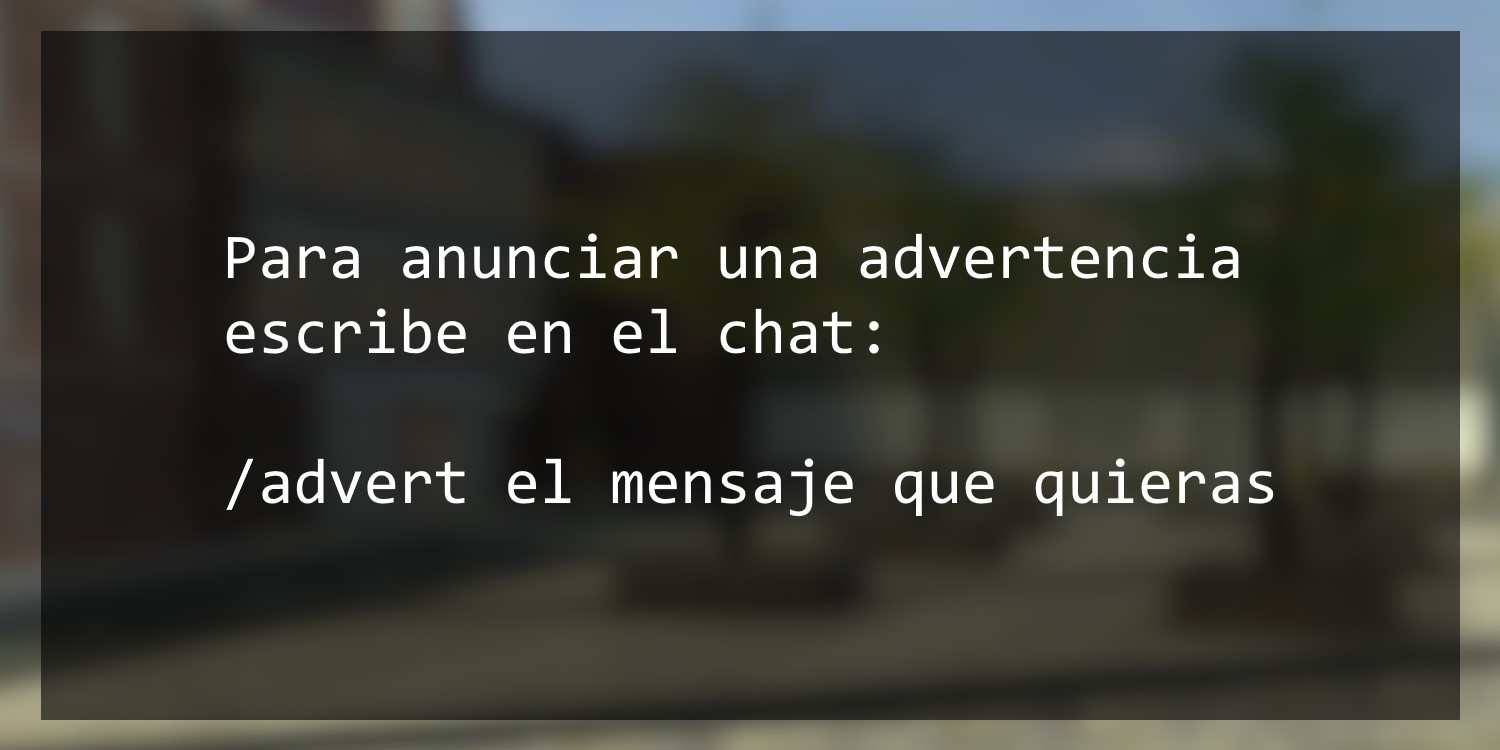 Para anunciar una advertencia
escribe en el chat:
/advert el mensaje que quieras